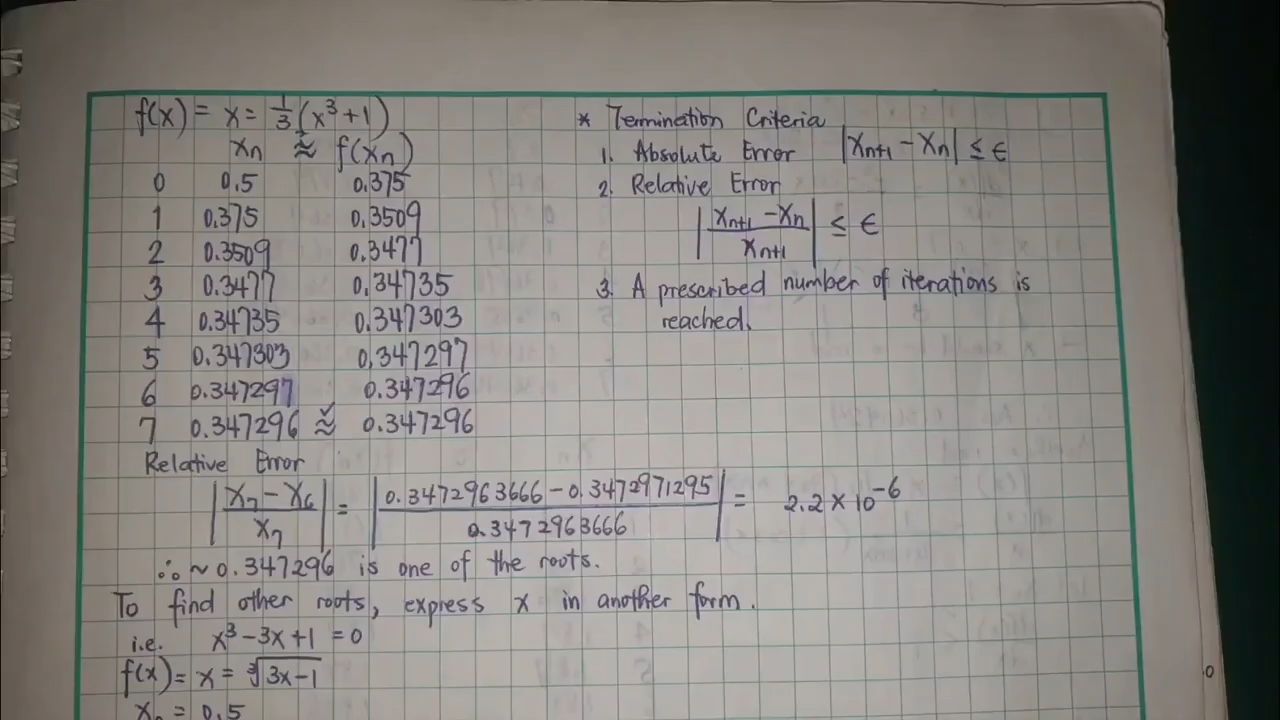 f(x) = x = 1/3 (x³+1)
xn ≈ f(xn)
0 0.5 0.375
1 0.375 0.3509
2 0.3509 0.3477
3 0.3477 0.34735
4 0.34735 0.347303
5 0.347303 0.347297
6 0.347297 0.347296
7 0.347296 ≈ 0.347296
Relative Error
|(x₇ - x₆)/x₇| = |(0.3472963666 - 0.3472971295)/0.3472963666| = 2.2 × 10⁻⁶
∴ ~ 0.347296 is one of the roots.
To find other roots, express x in another form.
i.e. x³ - 3x + 1 = 0
f(x) = x = ∛(3x-1)
x₀ = 0.5
* Termination Criteria
1. Absolute Error |xn+1 - xn| ≤ ϵ
2. Relative Error
|(xn+1 - xn)/xn+1| ≤ ϵ
3. A prescribed number of iterations is
reached.